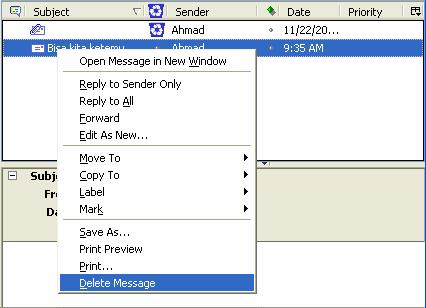 Subject Sender Date Priority
Ahmad 11/22/20...
Bisa kita ketemu Ahmad 9:35 AM
Open Message in New Window
Reply to Sender Only
Reply to All
Forward
Edit As New...
Move To
Copy To
Label
Mark
Save As...
Print Preview
Print...
Delete Message
Subje
Fro
Da